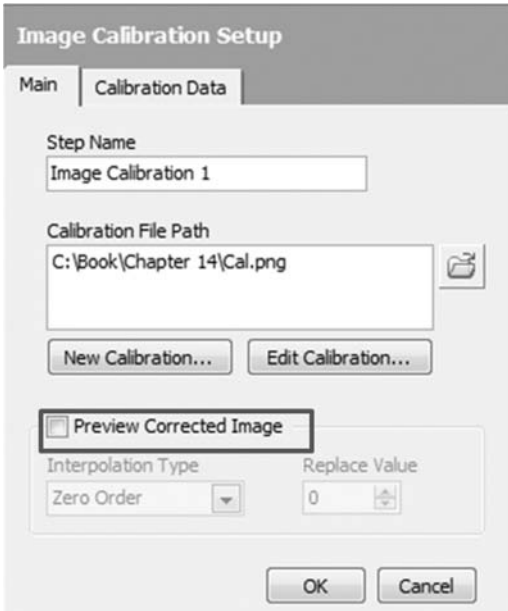 Image Calibration Setup
Main Calibration Data
Step Name
Image Calibration 1
Calibration File Path
C:\Book\Chapter 14\Cal.png
New Calibration... Edit Calibration...
Preview Corrected Image
Interpolation Type Replace Value
Zero Order 0
OK Cancel